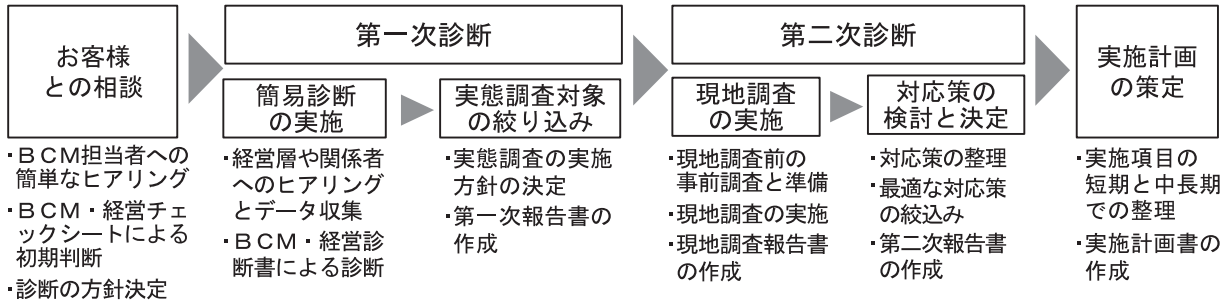 お客様
との相談
・ＢＣＭ担当者への
簡単なヒアリング
・ＢＣＭ・経営チェ
ックシートによる
初期判断
・診断の方針決定
第一次診断
簡易診断
の実施
・経営層や関係者
へのヒアリング
とデータ収集
・ＢＣＭ・経営診
断書による診断
実態調査対象
の絞り込み
・実態調査の実施
方針の決定
・第一次報告書の
作成
第二次診断
現地調査
の実施
・現地調査前の
事前調査と準備
・現地調査の実施
・現地調査報告書
の作成
対応策の
検討と決定
・対応策の整理
・最適な対応策
の絞込み
・第二次報告書
の作成
実施計画
の策定
・実施項目の
短期と中長期
での整理
・実施計画書の
作成